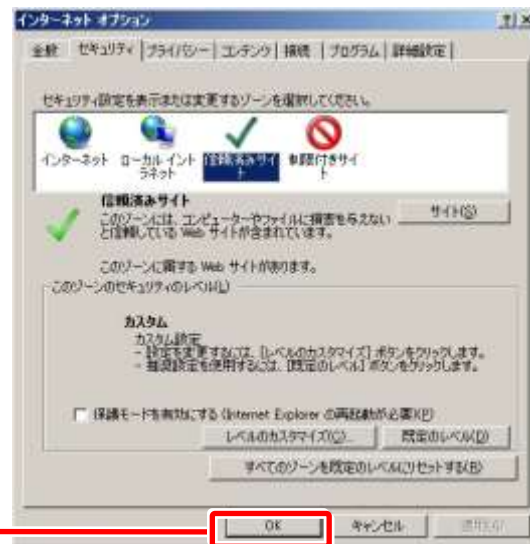 インターネット オプション
全般 セキュリティ プライバシー コンテンツ 接続 プログラム 詳細設定
セキュリティ設定を表示または変更するゾーンを選択してください。
インターネット ローカル イントラネット 信頼済みサイト 制限付きサイト
信頼済みサイト
このゾーンには、コンピューターやファイルに損害を与えない
と信頼している Web サイトが含まれています。
サイト(S)
このゾーンに属する Web サイトがあります。
このゾーンのセキュリティのレベル(L)
カスタム
カスタム設定
- 設定を変更するには、[レベルのカスタマイズ] ボタンをクリックします。
- 推奨設定を使用するには、[既定のレベル] ボタンをクリックします。
保護モードを有効にする (Internet Explorer の再起動が必要)(P)
レベルのカスタマイズ(C)... 既定のレベル(D)
すべてのゾーンを既定のレベルにリセットする(R)
OK キャンセル 適用(A)